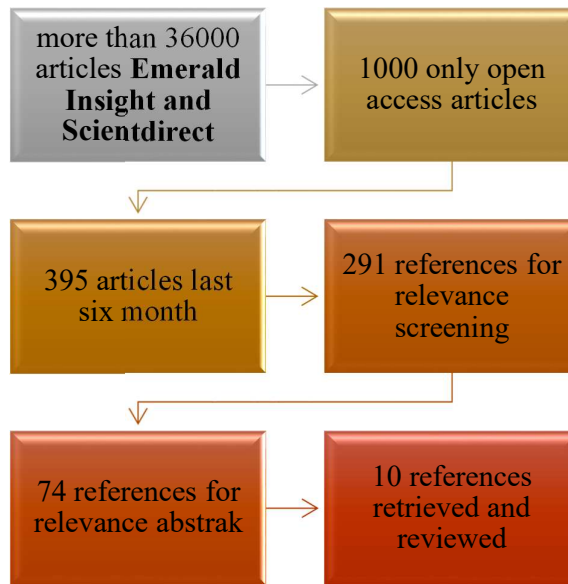 more than 36000
articles Emerald
Insight and
Scientdirect
1000 only open
access articles
395 articles last
six month
291 references for
relevance
screening
74 references for
relevance abstrak
10 references
retrieved and
reviewed